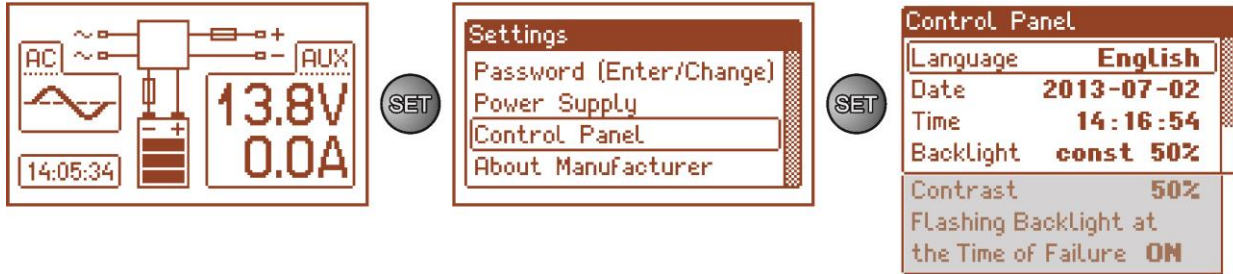 AC
AUX
13.8V
0.0A
14:05:34
SET
Settings
Password (Enter/Change)
Power Supply
Control Panel
About Manufacturer
SET
Control Panel
Language English
Date 2013-07-02
Time 14:16:54
Backlight const 50%
Contrast 50%
Flashing Backlight at
the Time of Failure ON